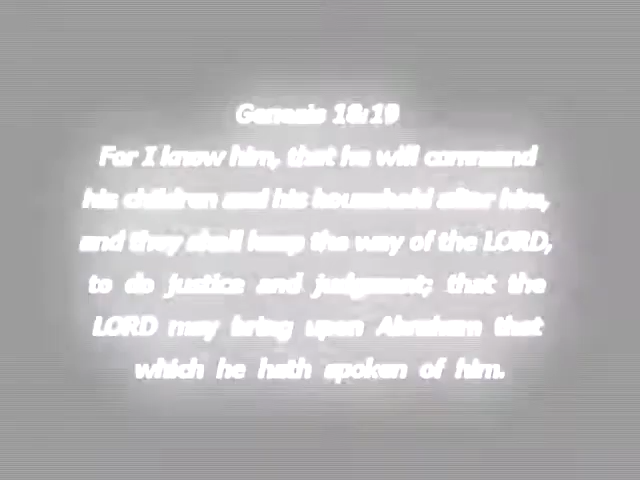 Genesis 18:19
For I know him, that he will command
his children and his household after him,
and they shall keep the way of the LORD,
to do justice and judgment; that the
LORD may bring upon Abraham that
which he hath spoken of him.